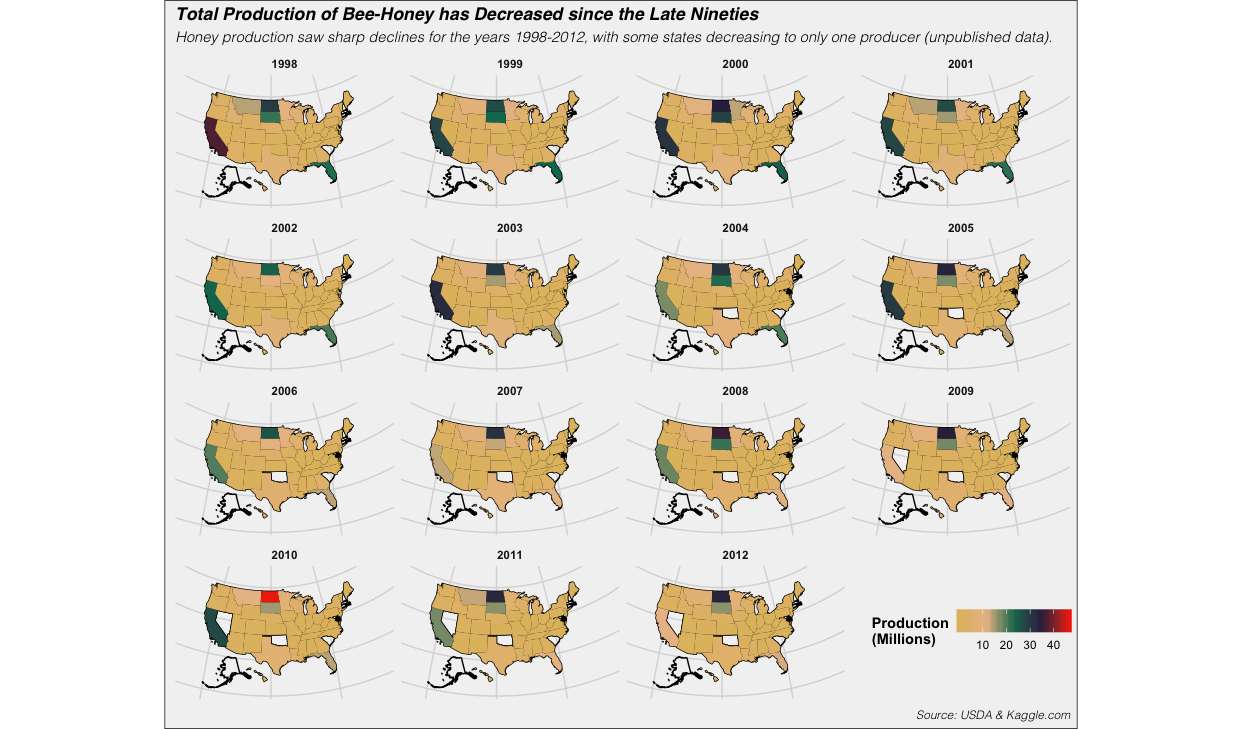 Total Production of Bee-Honey has Decreased since the Late Nineties
Honey production saw sharp declines for the years 1998-2012, with some states decreasing to only one producer (unpublished data).
1998 1999 2000 2001
2002 2003 2004 2005
2006 2007 2008 2009
2010 2011 2012
Production
(Millions)
10 20 30 40
Source: USDA & Kaggle.com